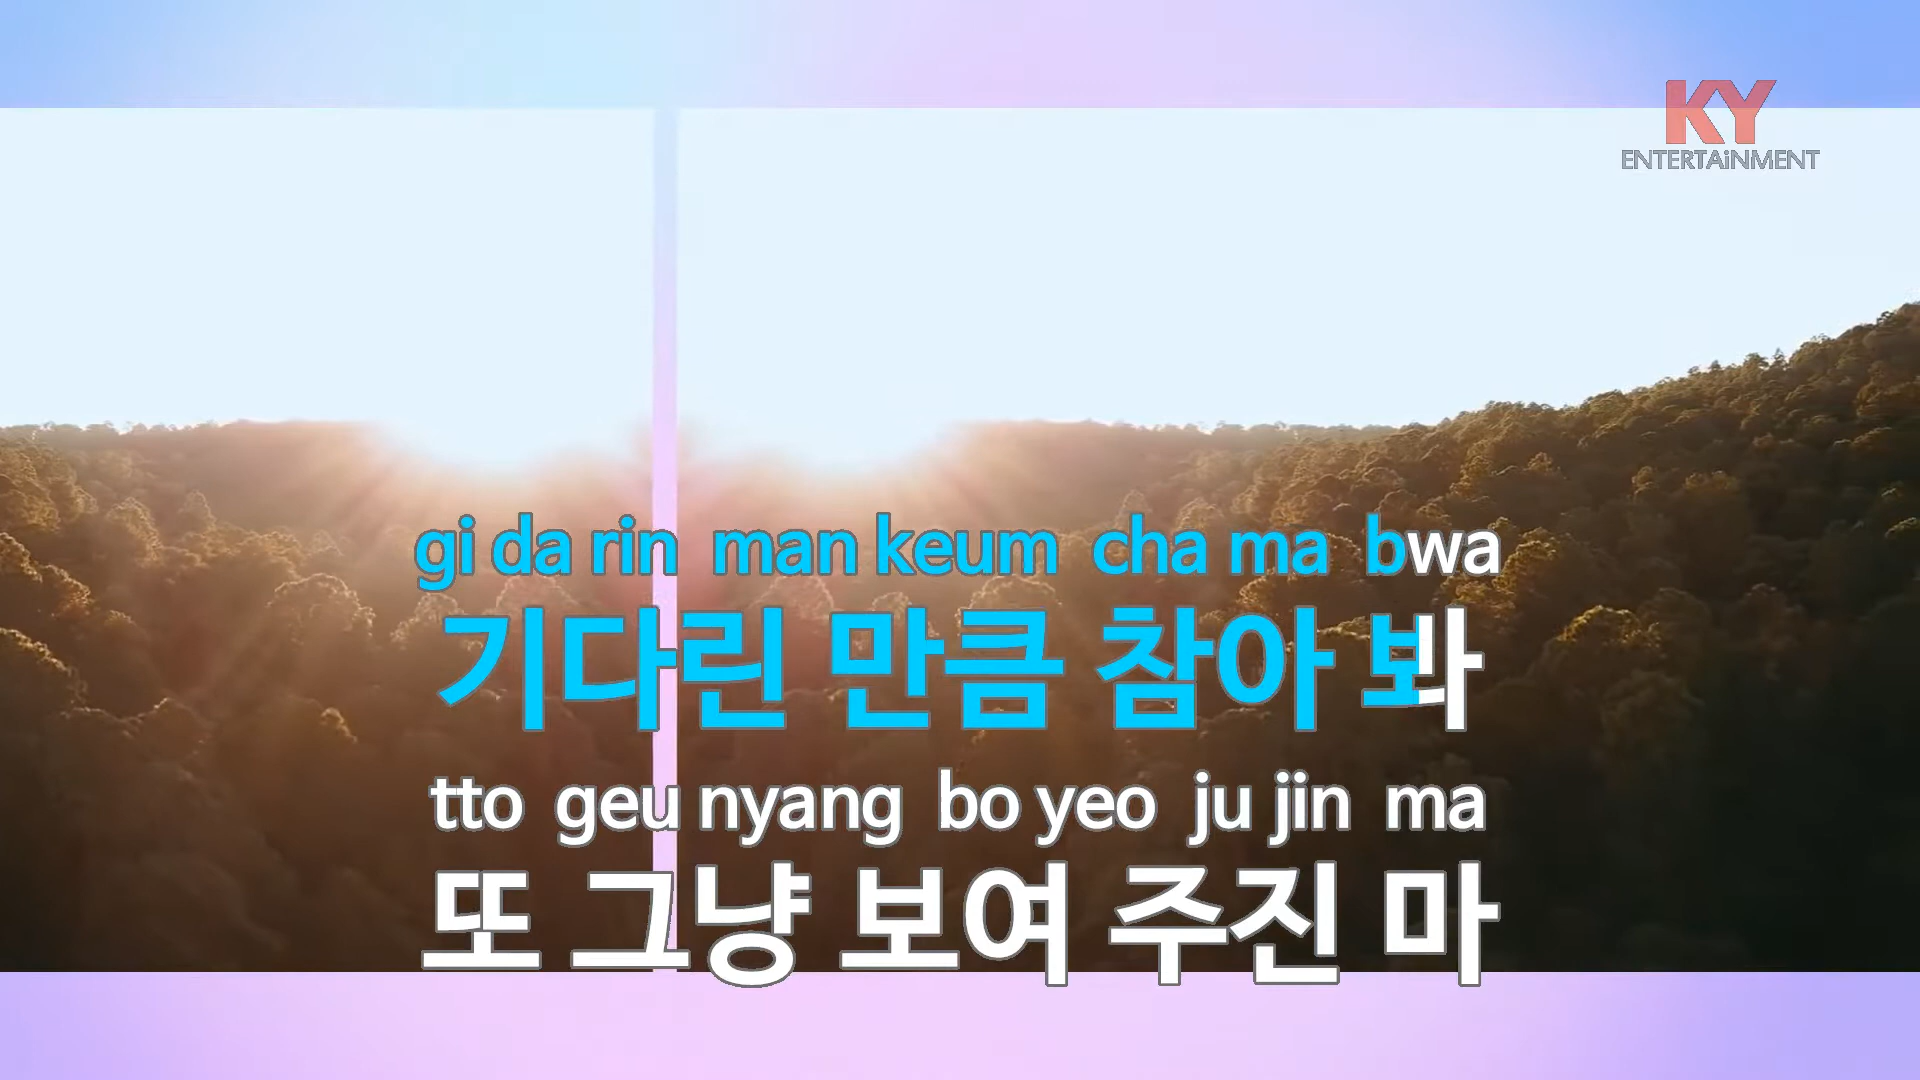 KY
ENTERTAiNMENT
gi da rin man keum cha ma bwa
기다린 만큼 참아 봐
tto geu nyang bo yeo ju jin ma
또 그냥 보여 주진 마